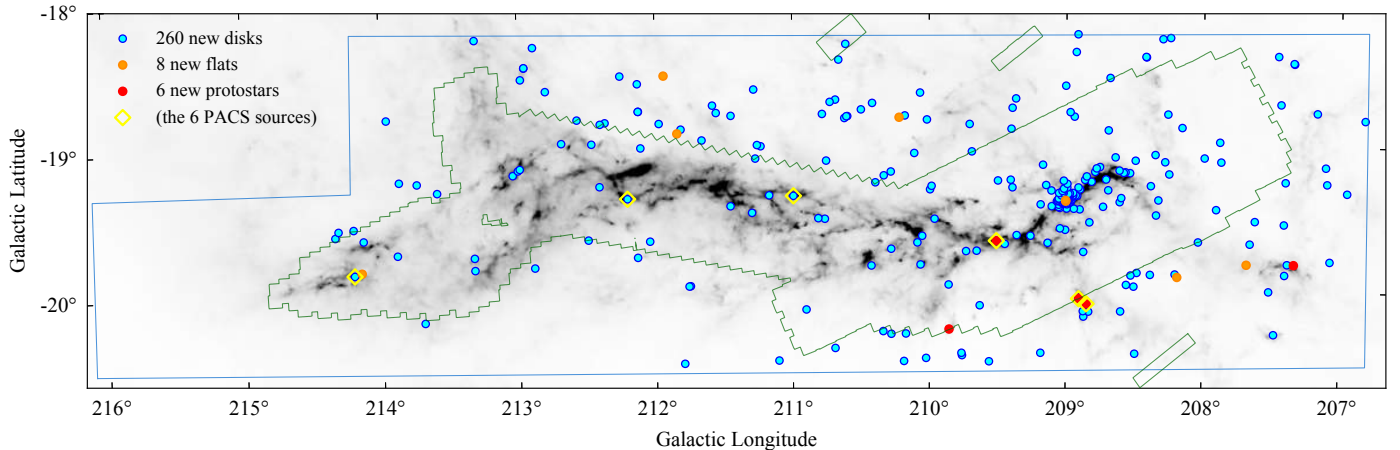 -18°
-19°
-20°
Galactic Latitude
260 new disks
8 new flats
6 new protostars
(the 6 PACS sources)
216° 215° 214° 213° 212° 211° 210° 209° 208° 207°
Galactic Longitude